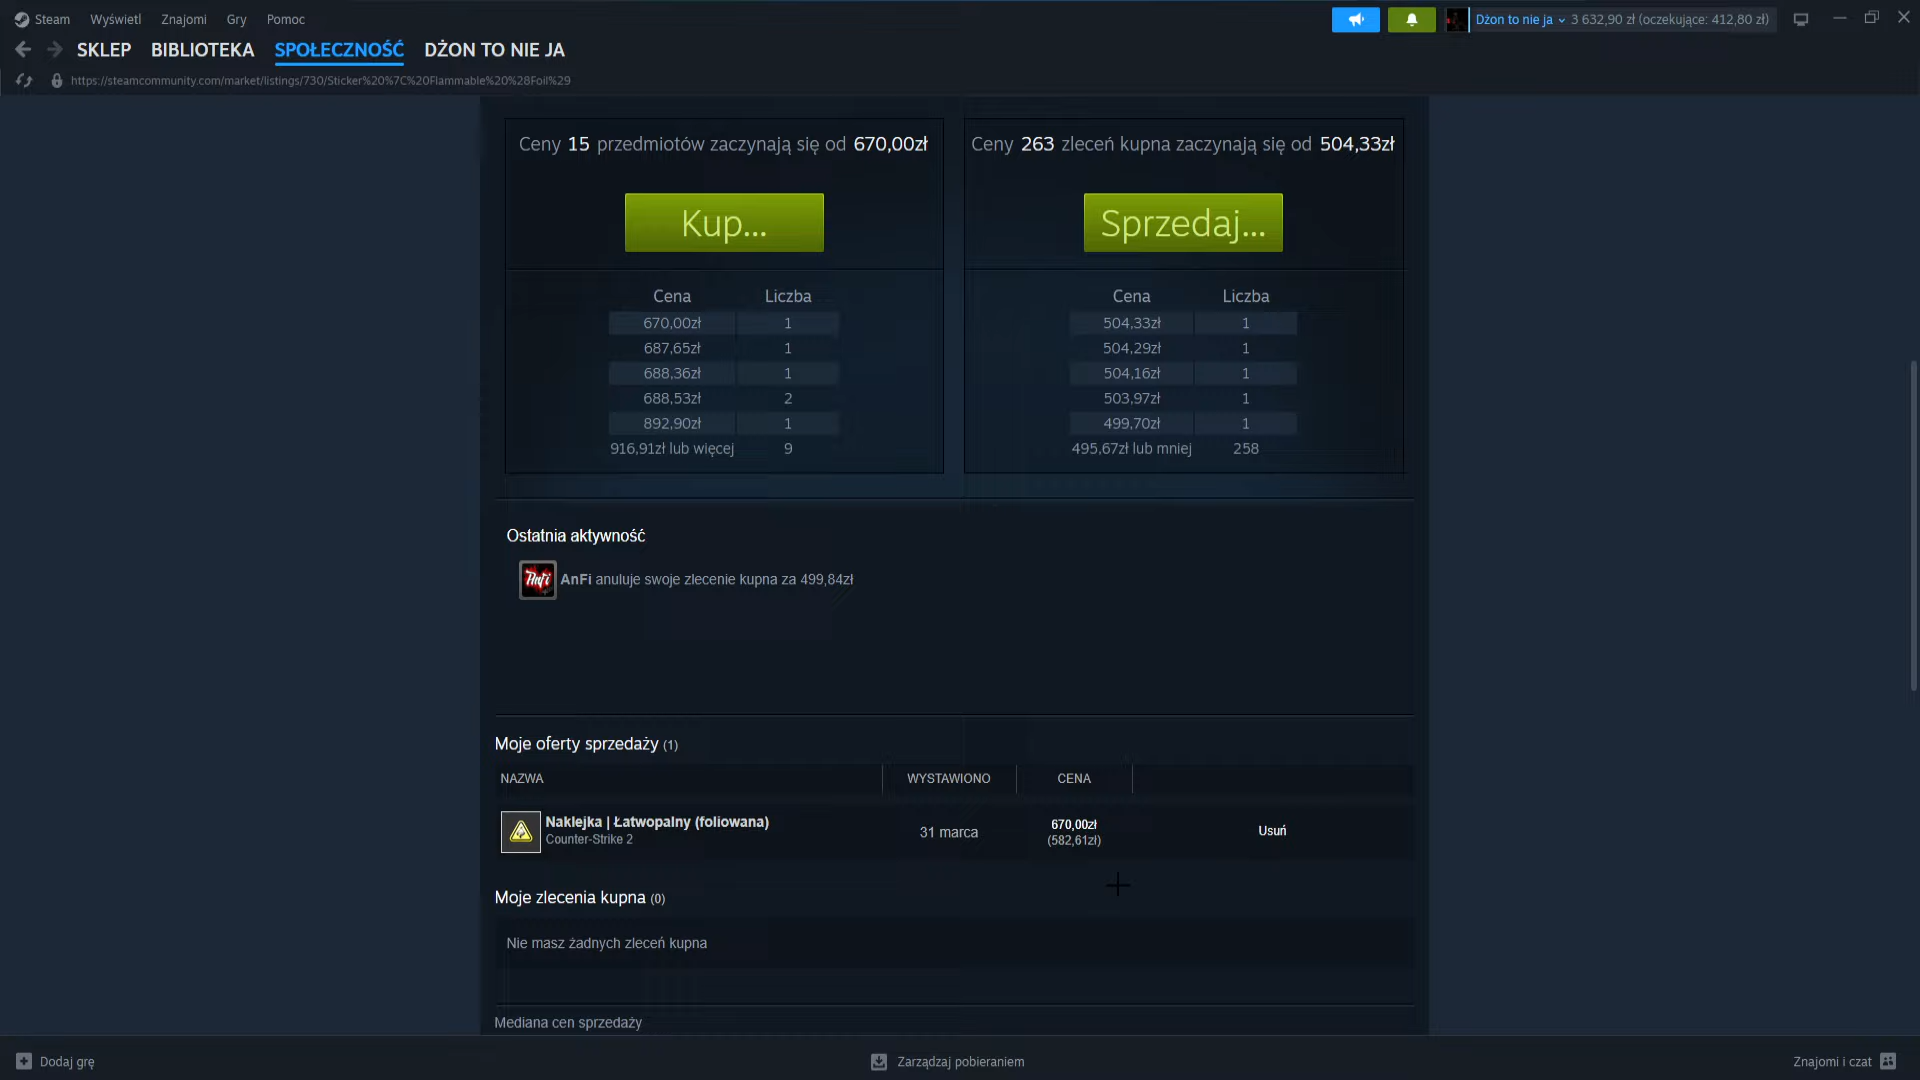 Steam Wyświetl Znajomi Gry Pomoc
Dżon to nie ja 3 632,90 zł (oczekujące: 412,80 zł)
SKLEP BIBLIOTEKA SPOŁECZNOŚĆ DŻON TO NIE JA
https://steamcommunity.com/market/listings/730/Sticker%20%7C%20Flammable%20%28Foil%29
Ceny 15 przedmiotów zaczynają się od 670,00zł
Kup...
Cena Liczba
670,00zł 1
687,65zł 1
688,36zł 1
688,53zł 2
892,90zł 1
916,91zł lub więcej 9
Ceny 263 zleceń kupna zaczynają się od 504,33zł
Sprzedaj...
Cena Liczba
504,33zł 1
504,29zł 1
504,16zł 1
503,97zł 1
499,70zł 1
495,67zł lub mniej 258
Ostatnia aktywność
AnFi anuluje swoje zlecenie kupna za 499,84zł
Moje oferty sprzedaży (1)
NAZWA WYSTAWIONO CENA
Naklejka | Łatwopalny (foliowana)
Counter-Strike 2
31 marca
670,00zł
(582,61zł)
Usuń
Moje zlecenia kupna (0)
Nie masz żadnych zleceń kupna
Mediana cen sprzedaży
Dodaj grę Zarządzaj pobieraniem Znajomi i czat